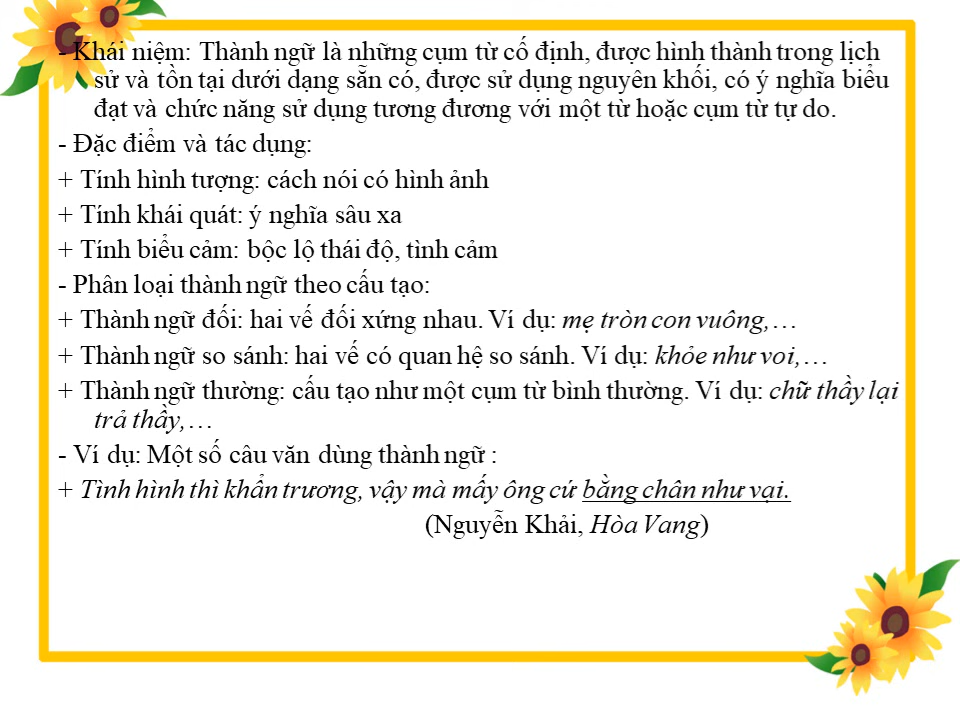 - Khái niệm: Thành ngữ là những cụm từ cố định, được hình thành trong lịch
sử và tồn tại dưới dạng sẵn có, được sử dụng nguyên khối, có ý nghĩa biểu
đạt và chức năng sử dụng tương đương với một từ hoặc cụm từ tự do.
- Đặc điểm và tác dụng:
+ Tính hình tượng: cách nói có hình ảnh
+ Tính khái quát: ý nghĩa sâu xa
+ Tính biểu cảm: bộc lộ thái độ, tình cảm
- Phân loại thành ngữ theo cấu tạo:
+ Thành ngữ đối: hai vế đối xứng nhau. Ví dụ: mẹ tròn con vuông,…
+ Thành ngữ so sánh: hai vế có quan hệ so sánh. Ví dụ: khỏe như voi,…
+ Thành ngữ thường: cấu tạo như một cụm từ bình thường. Ví dụ: chữ thầy lại
trả thầy,…
- Ví dụ: Một số câu văn dùng thành ngữ :
+ Tình hình thì khẩn trương, vậy mà mấy ông cứ bằng chân như vại.
(Nguyễn Khải, Hòa Vang)